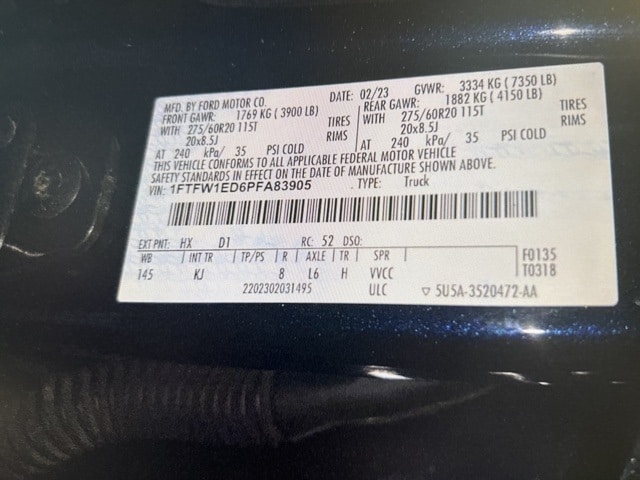 MFD. BY FORD MOTOR CO. DATE: 02/23 GVWR: 3334 KG ( 7350 LB)
FRONT GAWR: 1769 KG ( 3900 LB) REAR GAWR: 1882 KG ( 4150 LB)
WITH 275/60R20 115T TIRES WITH 275/60R20 115T TIRES
20x8.5J RIMS 20x8.5J RIMS
AT 240 kPa/ 35 PSI COLD AT 240 kPa/ 35 PSI COLD
THIS VEHICLE CONFORMS TO ALL APPLICABLE FEDERAL MOTOR VEHICLE
SAFETY STANDARDS IN EFFECT ON THE DATE OF MANUFACTURE SHOWN ABOVE.
VIN: 1FTFW1ED6PFA83905 TYPE: Truck
EXT PNT: HX D1 RC: 52 DSO:
WB INT TR TP/PS R AXLE TR SPR F0135
145 KJ 8 L6 H VVCC T0318
2202302031495 ULC ▽ 5U5A-3520472-AA